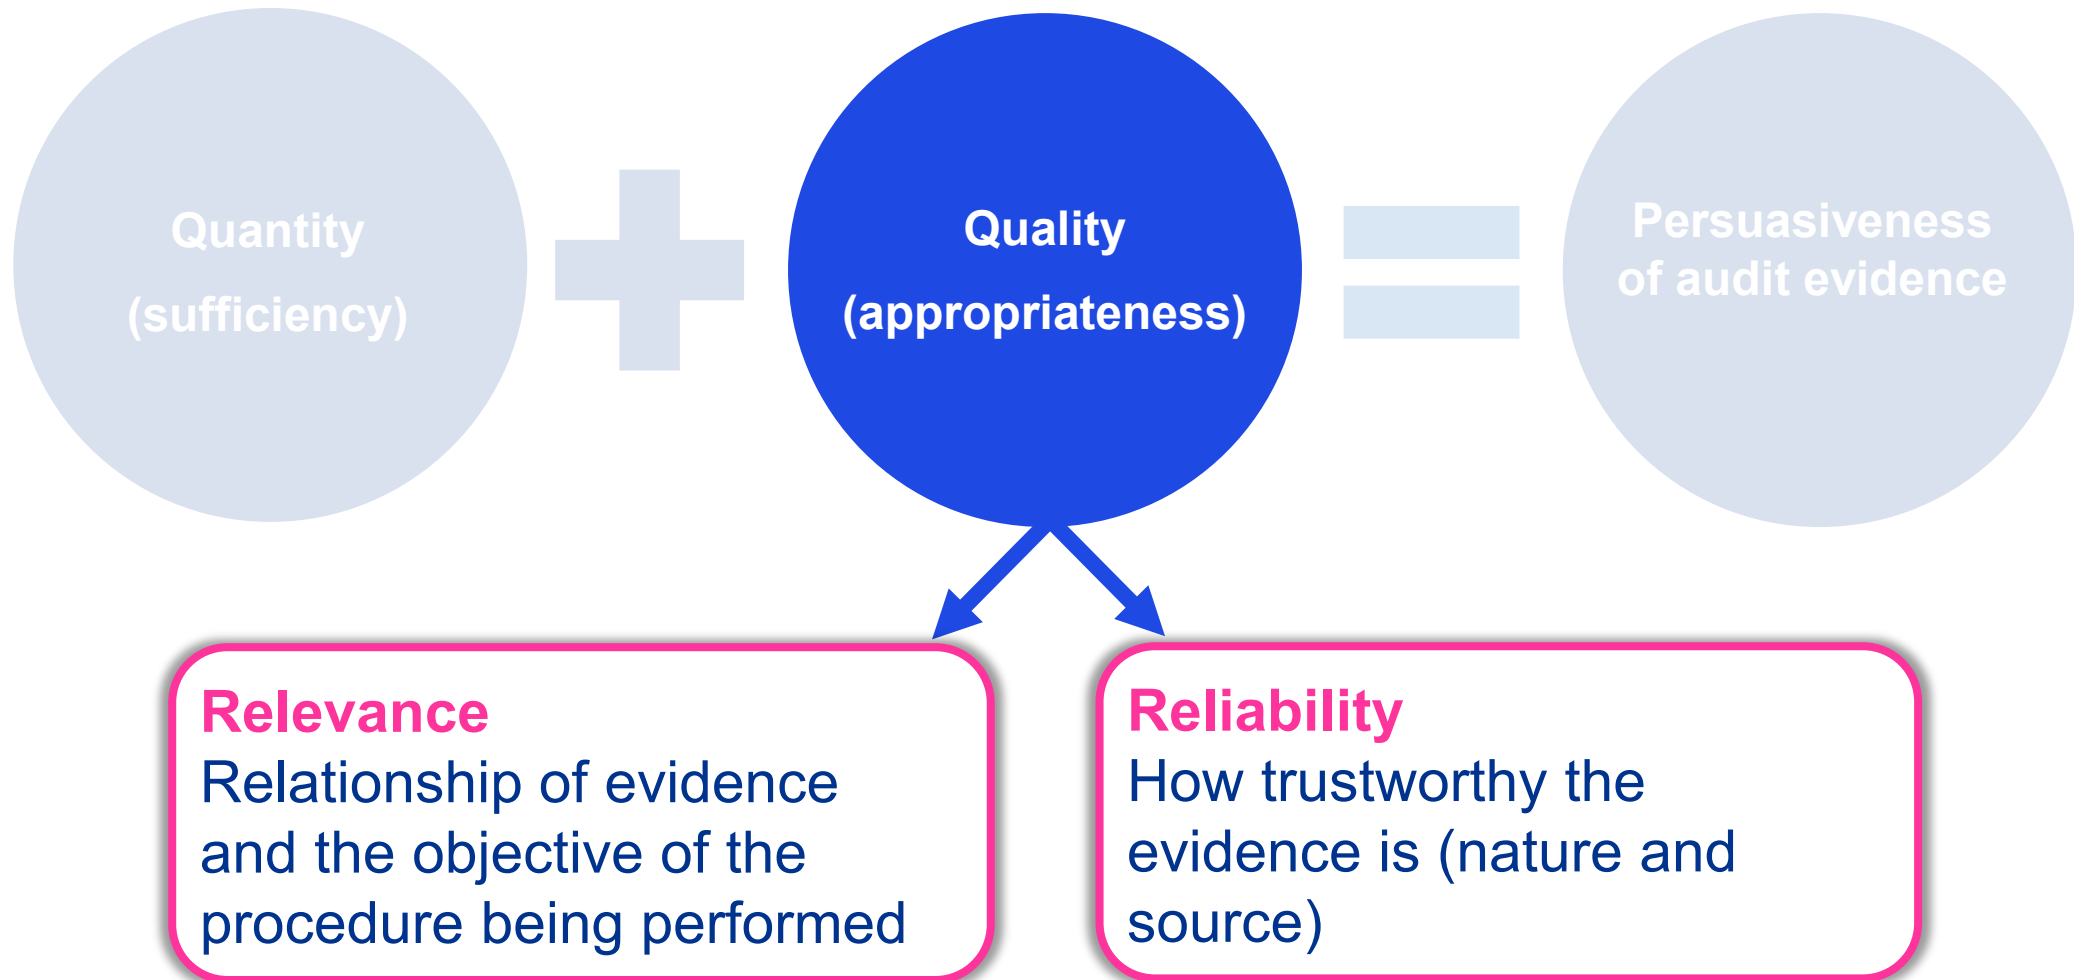 Quantity
(sufficiency)
Quality
(appropriateness)
Persuasiveness
of audit evidence
Relevance
Relationship of evidence
and the objective of the
procedure being performed
Reliability
How trustworthy the
evidence is (nature and
source)